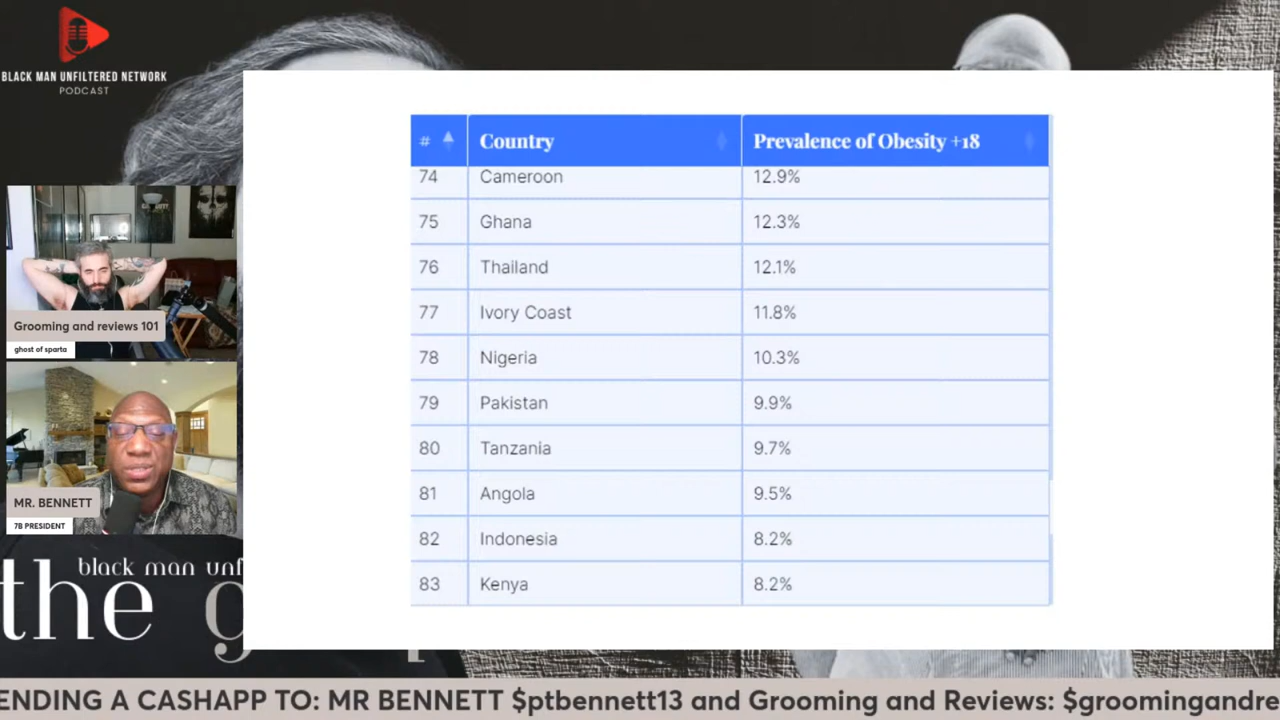 BLACK MAN UNFILTERED NETWORK
PODCAST
# Country Prevalence of Obesity +18
74 Cameroon 12.9%
75 Ghana 12.3%
76 Thailand 12.1%
77 Ivory Coast 11.8%
78 Nigeria 10.3%
79 Pakistan 9.9%
80 Tanzania 9.7%
81 Angola 9.5%
82 Indonesia 8.2%
83 Kenya 8.2%
Grooming and reviews 101
ghost of sparta
MR. BENNETT
7B PRESIDENT
black man unf
the g
ENDING A CASHAPP TO: MR BENNETT $ptbennett13 and Grooming and Reviews: $groomingandre